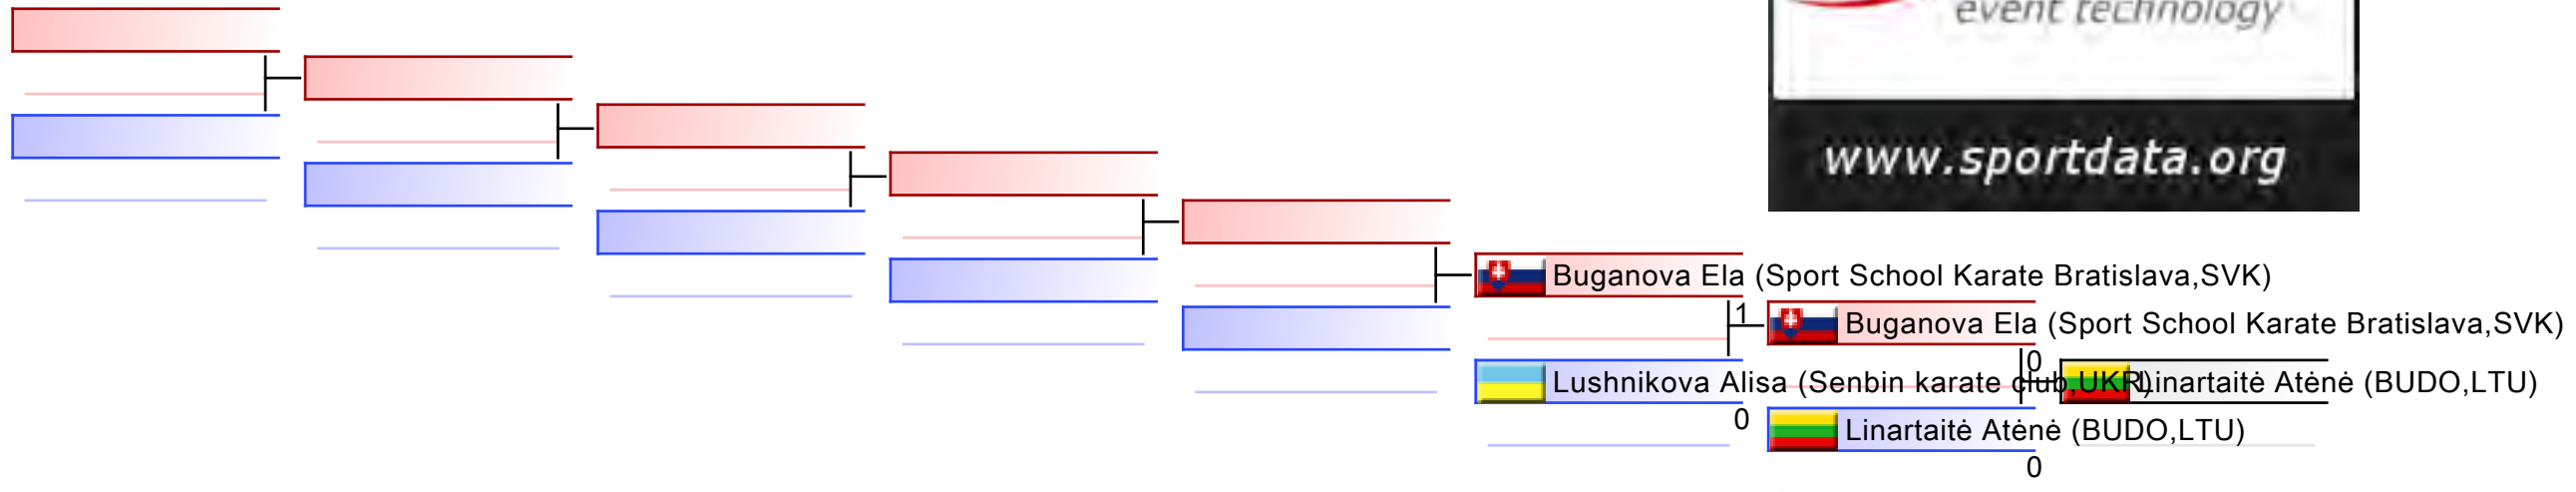 event technology
www.sportdata.org
Buganova Ela (Sport School Karate Bratislava,SVK)
1
Buganova Ela (Sport School Karate Bratislava,SVK)
0
Lushnikova Alisa (Senbin karate club,UKR)
Linartaitė Atėnė (BUDO,LTU)
0
Linartaitė Atėnė (BUDO,LTU)
0